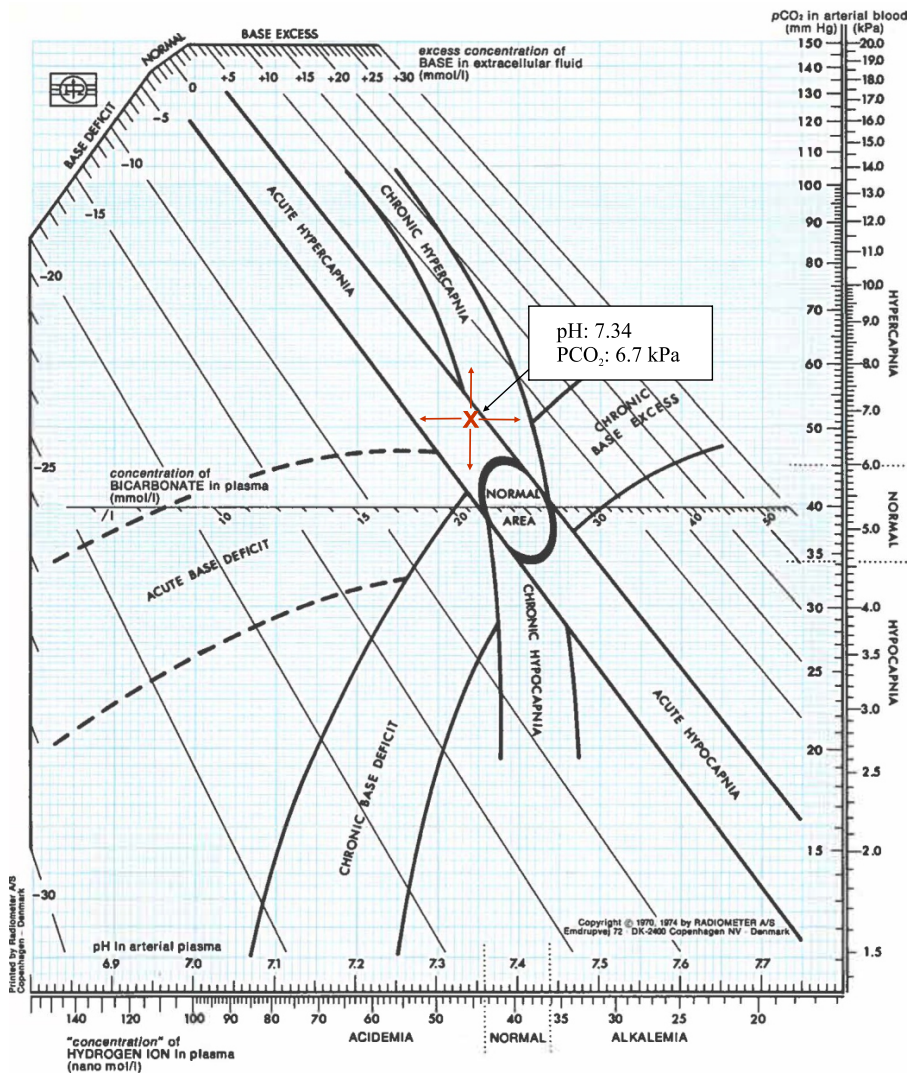 pCO₂ in arterial blood
(mm Hg) (kPa)
BASE EXCESS
NORMAL
BASE DEFICIT
excess concentration of
BASE in extracellular fluid
(mmol/l)
0 +5 +10 +15 +20 +25 +30
-5
-10
-15
-20
-25
-30
150 140 130 120 110 100 90 80 70 60 50 40 35 30 25 20 15
20.0 19.0 18.0 17.0 16.0 15.0 14.0 13.0 12.0 11.0 10.0 9.0 8.0 7.0 6.0 5.0 4.0 3.0 2.5 2.0 1.5
HYPERCAPNIA
NORMAL
HYPOCAPNIA
ACUTE HYPERCAPNIA
CHRONIC HYPERCAPNIA
pH: 7.34
PCO₂: 6.7 kPa
X
CHRONIC
BASE EXCESS
concentration of
BICARBONATE in plasma
(mmol/l)
10 15 20 30 40 50
NORMAL
AREA
ACUTE BASE DEFICIT
CHRONIC HYPOCAPNIA
ACUTE HYPOCAPNIA
CHRONIC BASE DEFICIT
Copyright © 1970, 1974 by RADIOMETER A/S
Emdrupvej 72 - DK-2400 Copenhagen NV - Denmark
Printed by Radiometer A/S
Copenhagen - Denmark
pH in arterial plasma
6.9 7.0 7.1 7.2 7.3 7.4 7.5 7.6 7.7
140 120 100 90 80 70 60 50 40 35 30 25 20
ACIDEMIA NORMAL ALKALEMIA
"concentration" of
HYDROGEN ION in plasma
(nano mol/l)